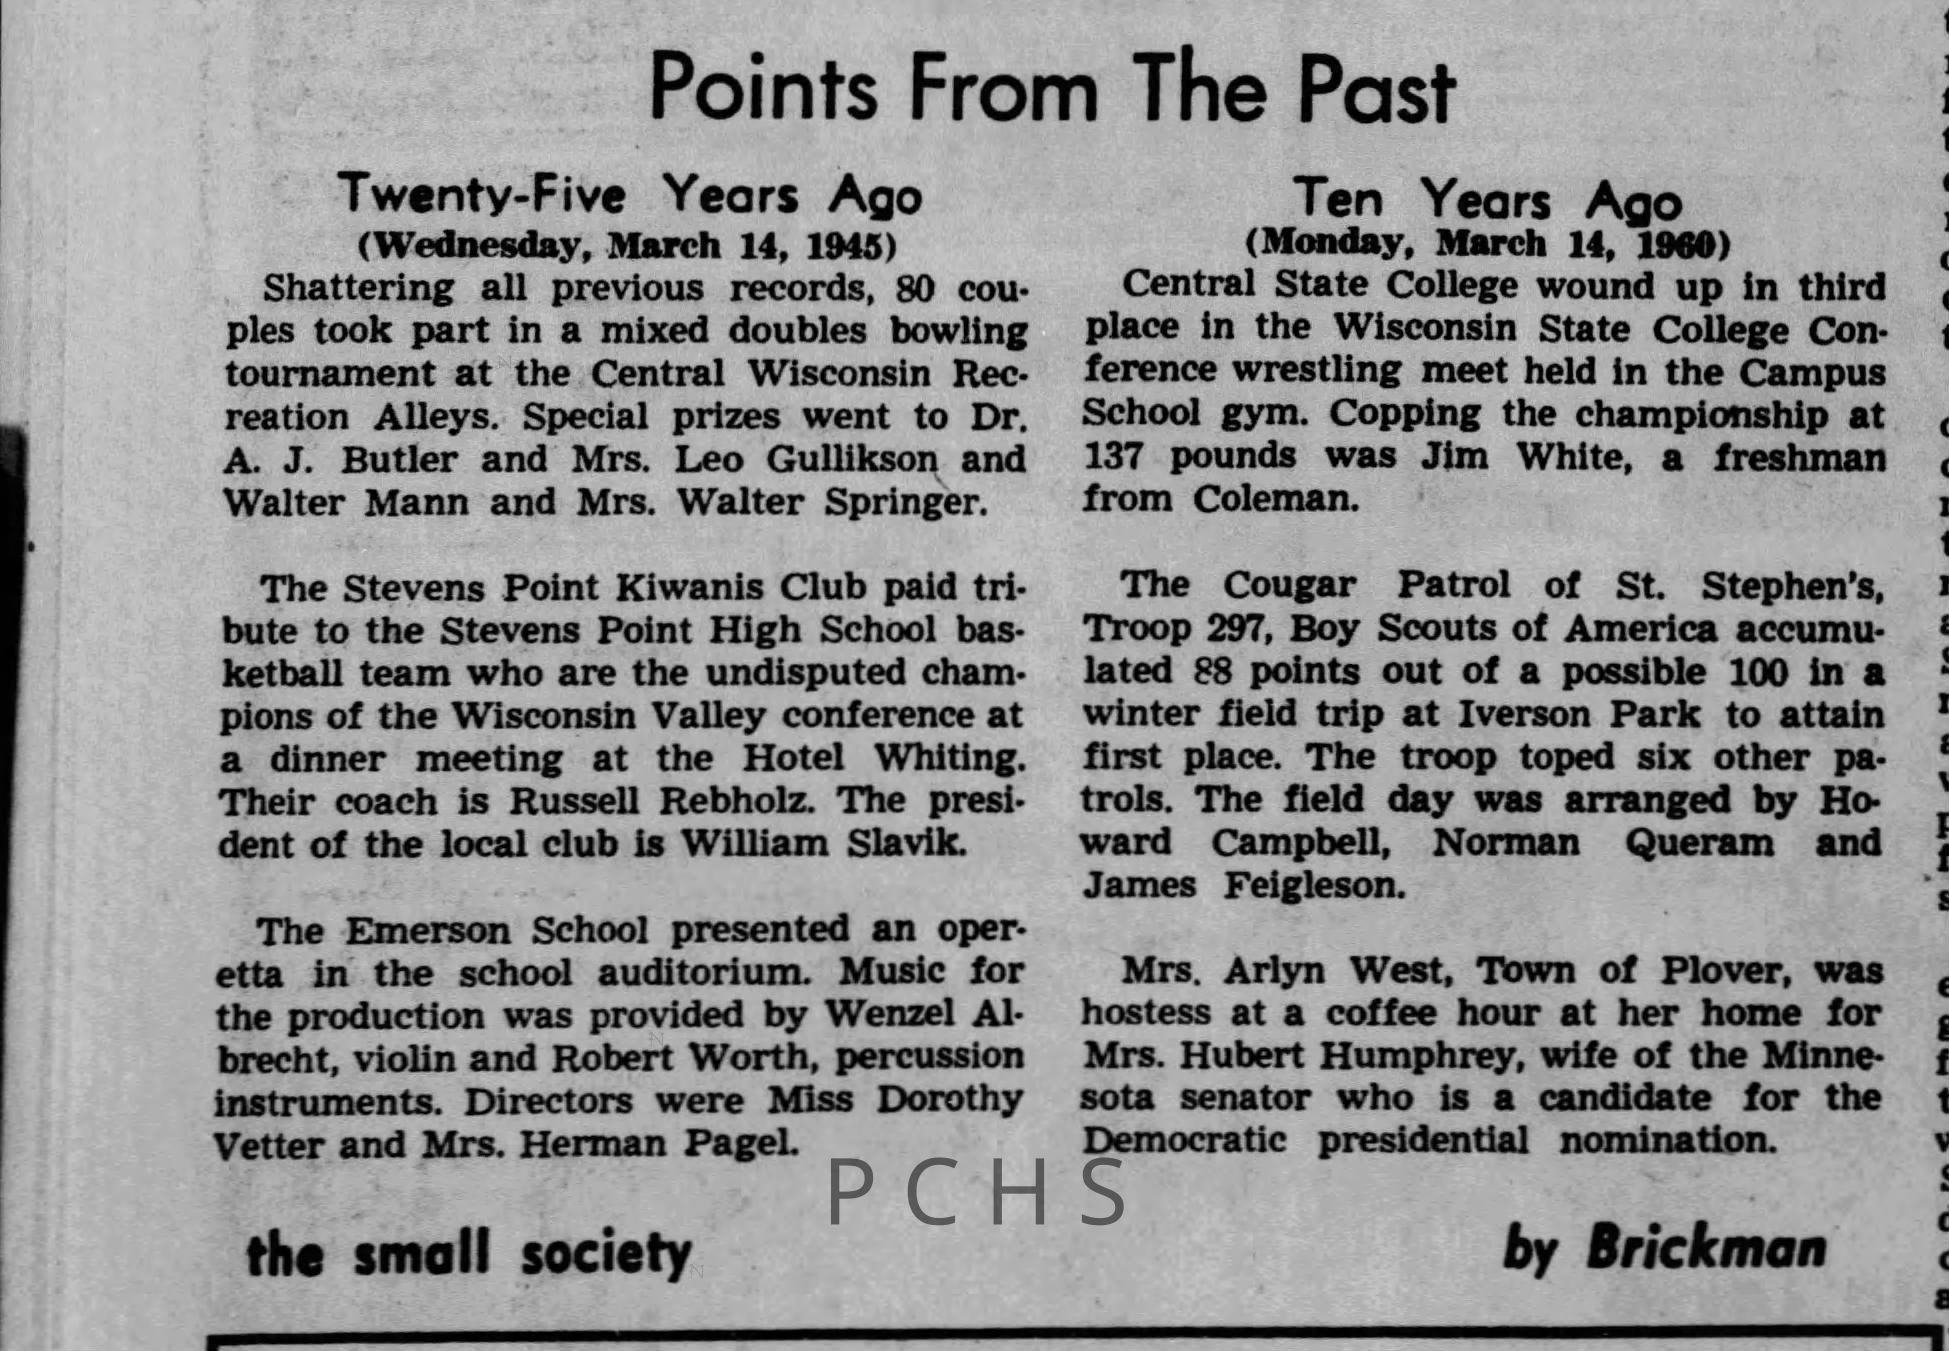 Points From The Past
Twenty-Five Years Ago
(Wednesday, March 14, 1945)
Shattering all previous records, 80 cou-
ples took part in a mixed doubles bowling
tournament at the Central Wisconsin Rec-
reation Alleys. Special prizes went to Dr.
A. J. Butler and Mrs. Leo Gullikson and
Walter Mann and Mrs. Walter Springer.
The Stevens Point Kiwanis Club paid tri-
bute to the Stevens Point High School bas-
ketball team who are the undisputed cham-
pions of the Wisconsin Valley conference at
a dinner meeting at the Hotel Whiting.
Their coach is Russell Rebholz. The presi-
dent of the local club is William Slavik.
The Emerson School presented an oper-
etta in the school auditorium. Music for
the production was provided by Wenzel Al-
brecht, violin and Robert Worth, percussion
instruments. Directors were Miss Dorothy
Vetter and Mrs. Herman Pagel.
Ten Years Ago
(Monday, March 14, 1960)
Central State College wound up in third
place in the Wisconsin State College Con-
ference wrestling meet held in the Campus
School gym. Copping the championship at
137 pounds was Jim White, a freshman
from Coleman.
The Cougar Patrol of St. Stephen's,
Troop 297, Boy Scouts of America accumu-
lated 88 points out of a possible 100 in a
winter field trip at Iverson Park to attain
first place. The troop toped six other pa-
trols. The field day was arranged by Ho-
ward Campbell, Norman Queram and
James Feigleson.
Mrs. Arlyn West, Town of Plover, was
hostess at a coffee hour at her home for
Mrs. Hubert Humphrey, wife of the Minne-
sota senator who is a candidate for the
Democratic presidential nomination.
PCHS
the small society
by Brickman